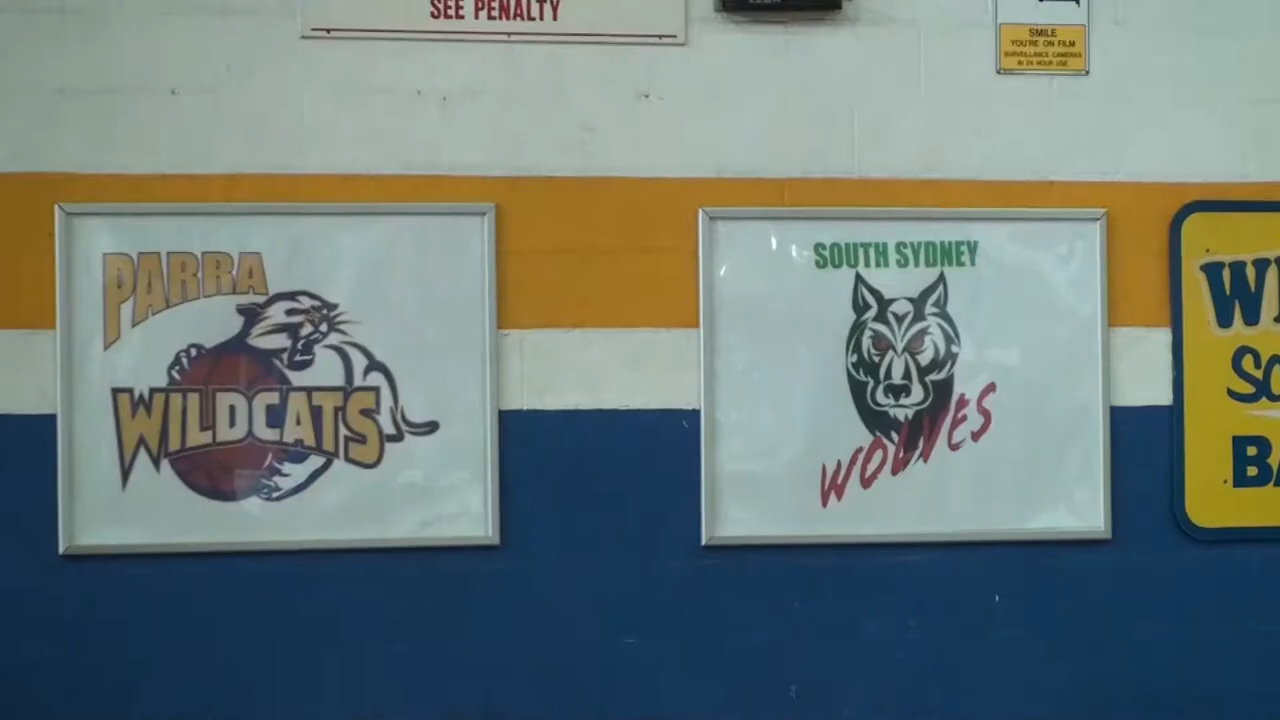 SEE PENALTY
SMILE
YOU'RE ON FILM
SURVEILLANCE CAMERAS
IN 24 HOUR USE
PARRA
WILDCATS
SOUTH SYDNEY
WOLVES